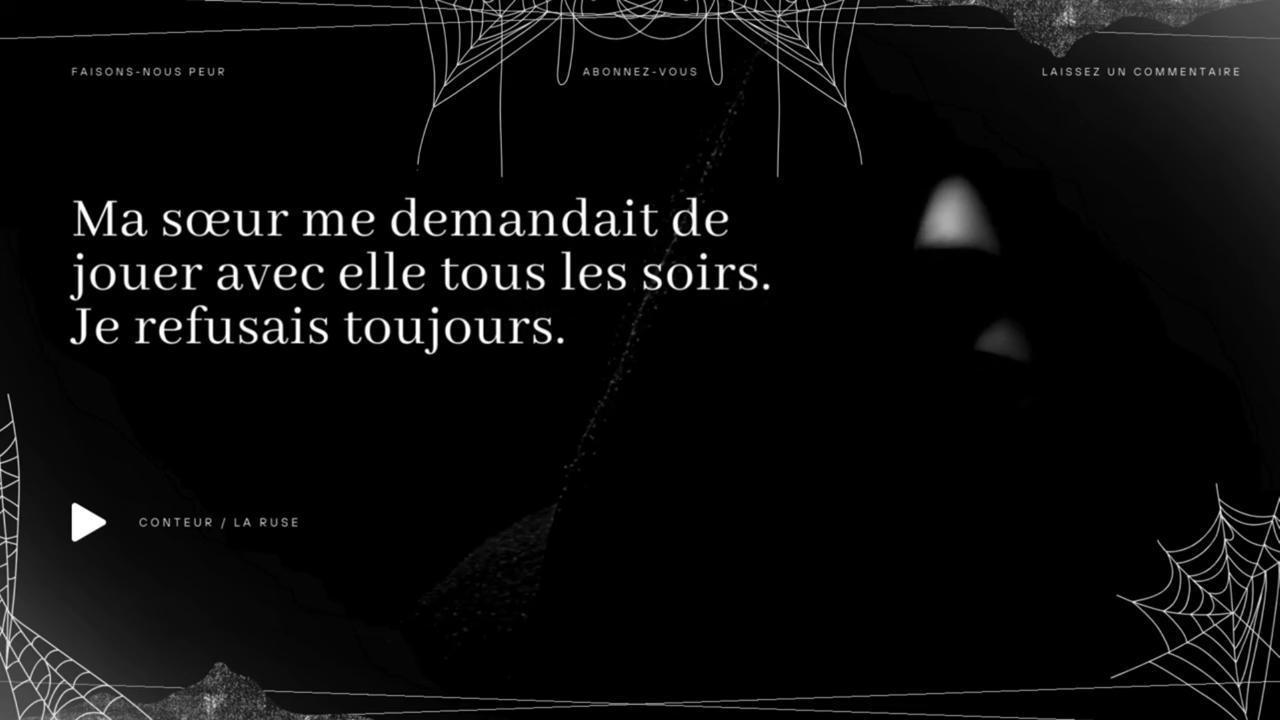 FAISONS-NOUS PEUR
ABONNEZ-VOUS
LAISSEZ UN COMMENTAIRE
Ma sœur me demandait de
jouer avec elle tous les soirs.
Je refusais toujours.
CONTEUR / LA RUSE